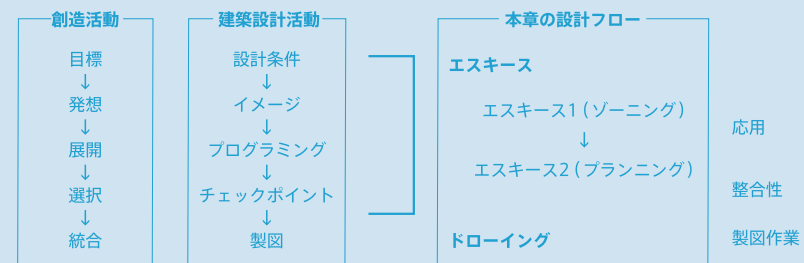 創造活動
目標
↓
発想
↓
展開
↓
選択
↓
統合
建築設計活動
設計条件
↓
イメージ
↓
プログラミング
↓
チェックポイント
↓
製図
本章の設計フロー
エスキース
エスキース1(ゾーニング)
↓
エスキース2(プランニング)
ドローイング
応用
整合性
製図作業